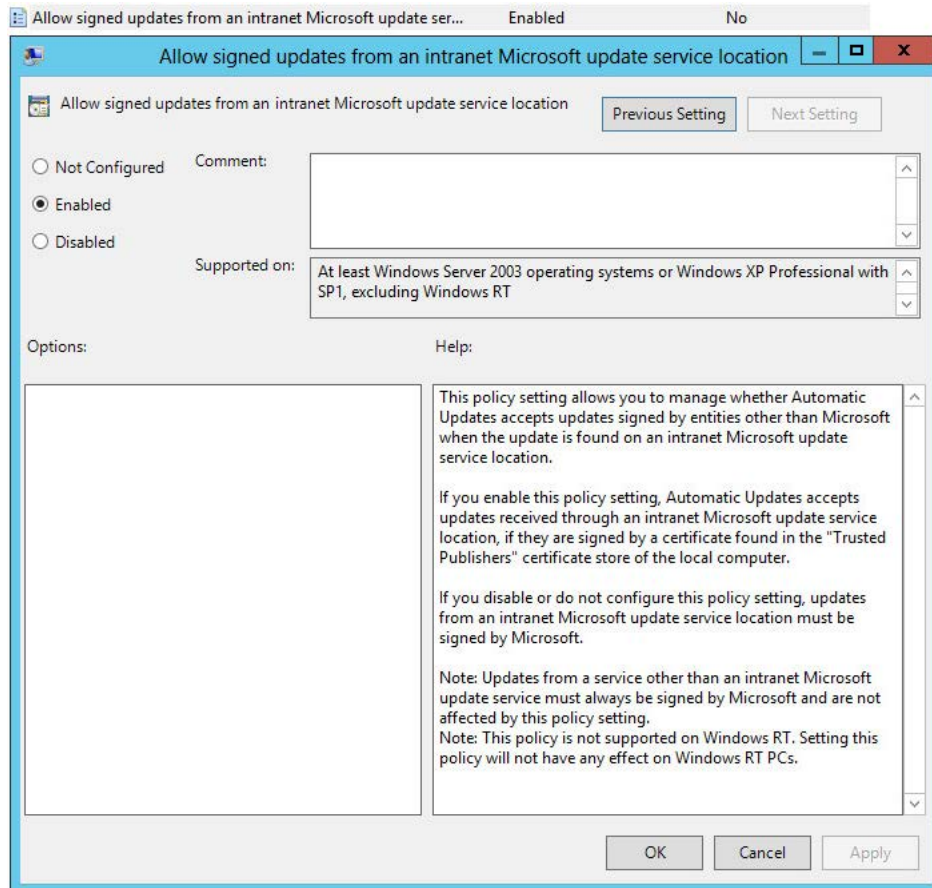 Allow signed updates from an intranet Microsoft update ser... Enabled No
Allow signed updates from an intranet Microsoft update service location
Allow signed updates from an intranet Microsoft update service location
Previous Setting Next Setting
Not Configured Comment:
Enabled
Disabled
Supported on: At least Windows Server 2003 operating systems or Windows XP Professional with
SP1, excluding Windows RT
Options: Help:
This policy setting allows you to manage whether Automatic
Updates accepts updates signed by entities other than Microsoft
when the update is found on an intranet Microsoft update
service location.
If you enable this policy setting, Automatic Updates accepts
updates received through an intranet Microsoft update service
location, if they are signed by a certificate found in the "Trusted
Publishers" certificate store of the local computer.
If you disable or do not configure this policy setting, updates
from an intranet Microsoft update service location must be
signed by Microsoft.
Note: Updates from a service other than an intranet Microsoft
update service must always be signed by Microsoft and are not
affected by this policy setting.
Note: This policy is not supported on Windows RT. Setting this
policy will not have any effect on Windows RT PCs.
OK Cancel Apply